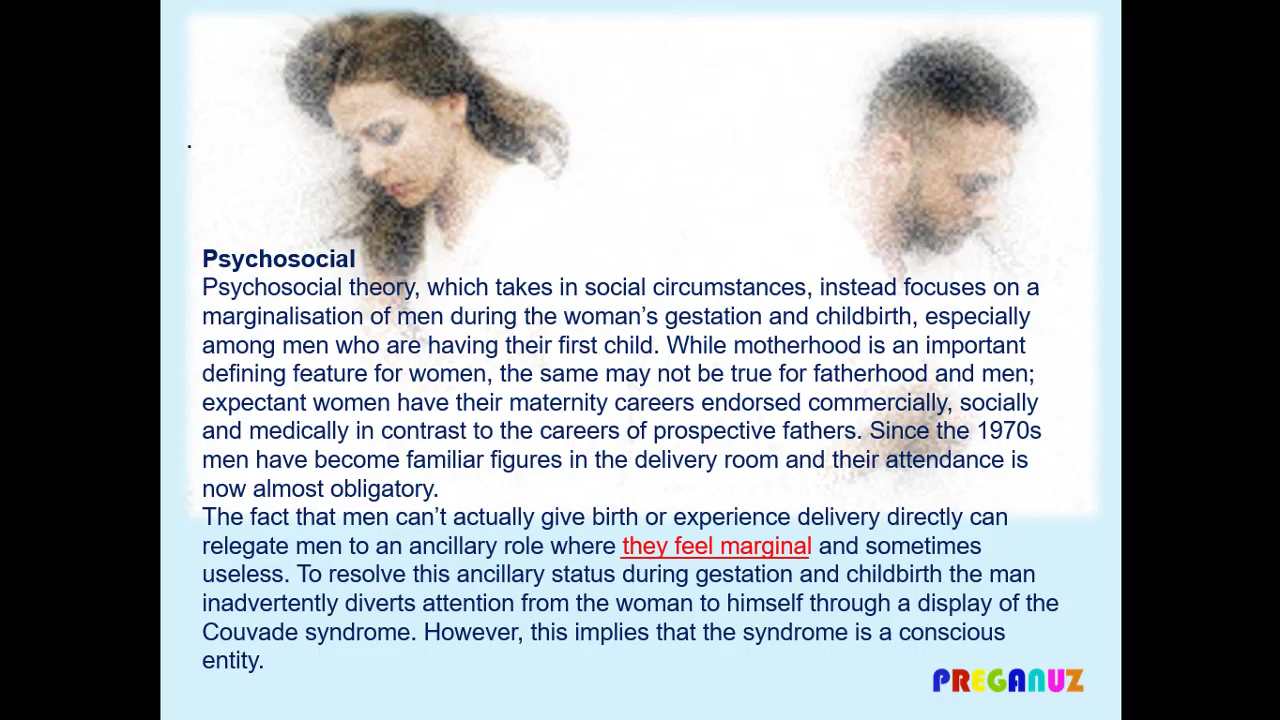 .
Psychosocial
Psychosocial theory, which takes in social circumstances, instead focuses on a
marginalisation of men during the woman’s gestation and childbirth, especially
among men who are having their first child. While motherhood is an important
defining feature for women, the same may not be true for fatherhood and men;
expectant women have their maternity careers endorsed commercially, socially
and medically in contrast to the careers of prospective fathers. Since the 1970s
men have become familiar figures in the delivery room and their attendance is
now almost obligatory.
The fact that men can’t actually give birth or experience delivery directly can
relegate men to an ancillary role where they feel marginal and sometimes
useless. To resolve this ancillary status during gestation and childbirth the man
inadvertently diverts attention from the woman to himself through a display of the
Couvade syndrome. However, this implies that the syndrome is a conscious
entity.
PREGANUZ